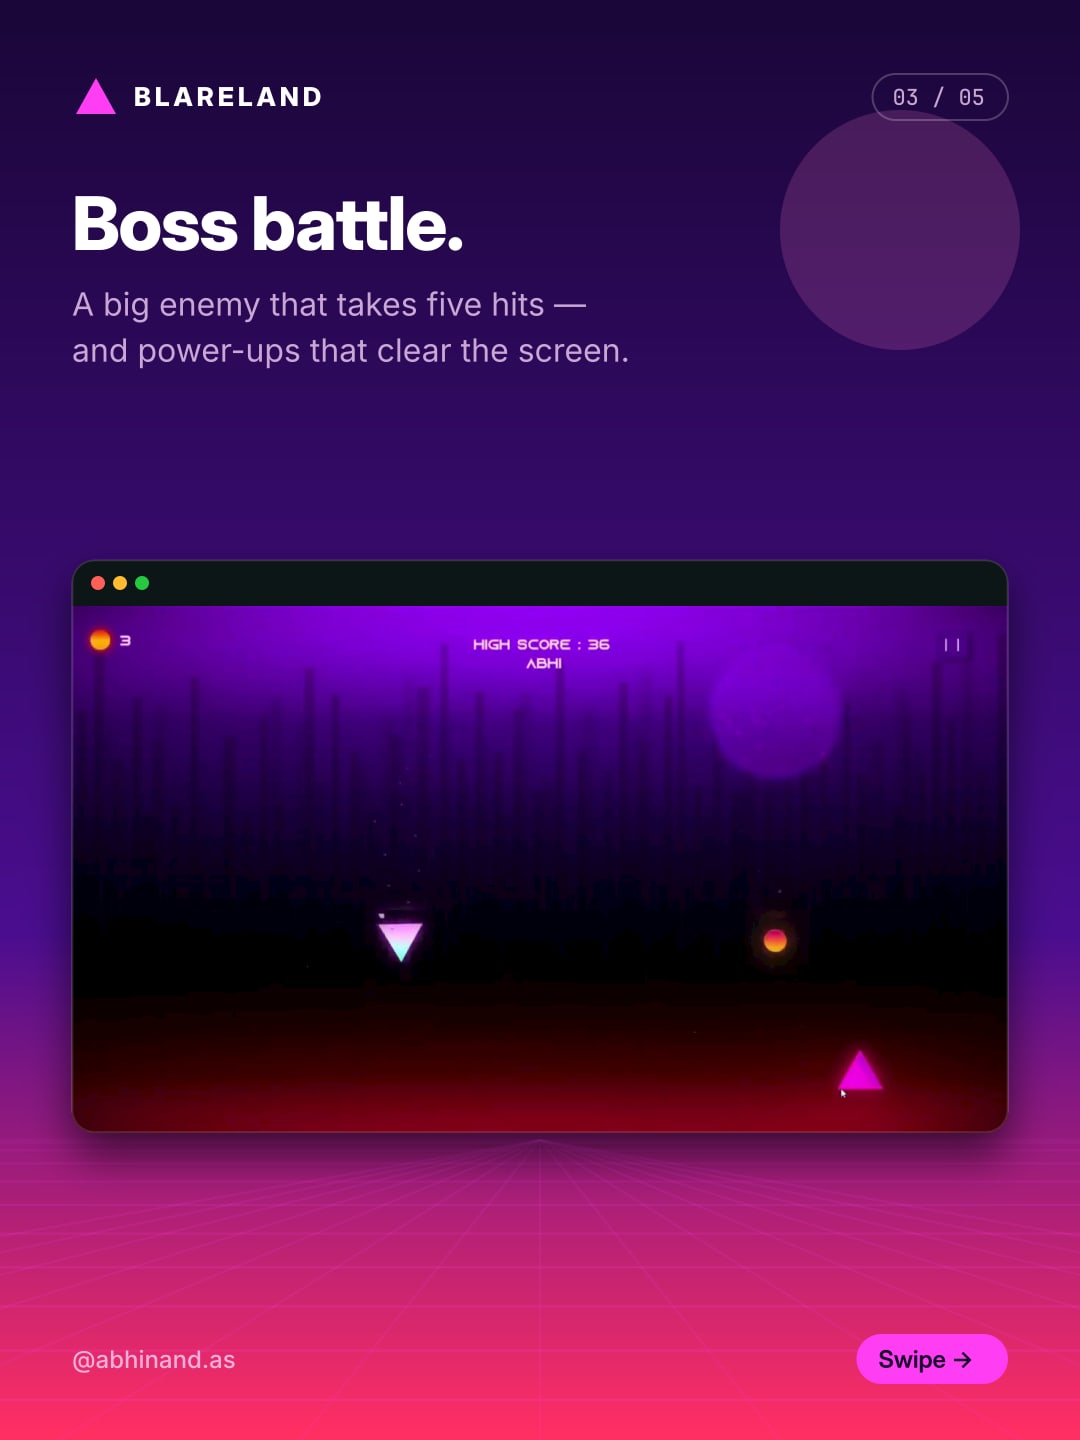 BLARELAND
03 / 05
Boss battle.
A big enemy that takes five hits —
and power-ups that clear the screen.
3
HIGH SCORE : 36
ABHI
@abhinand.as
Swipe →